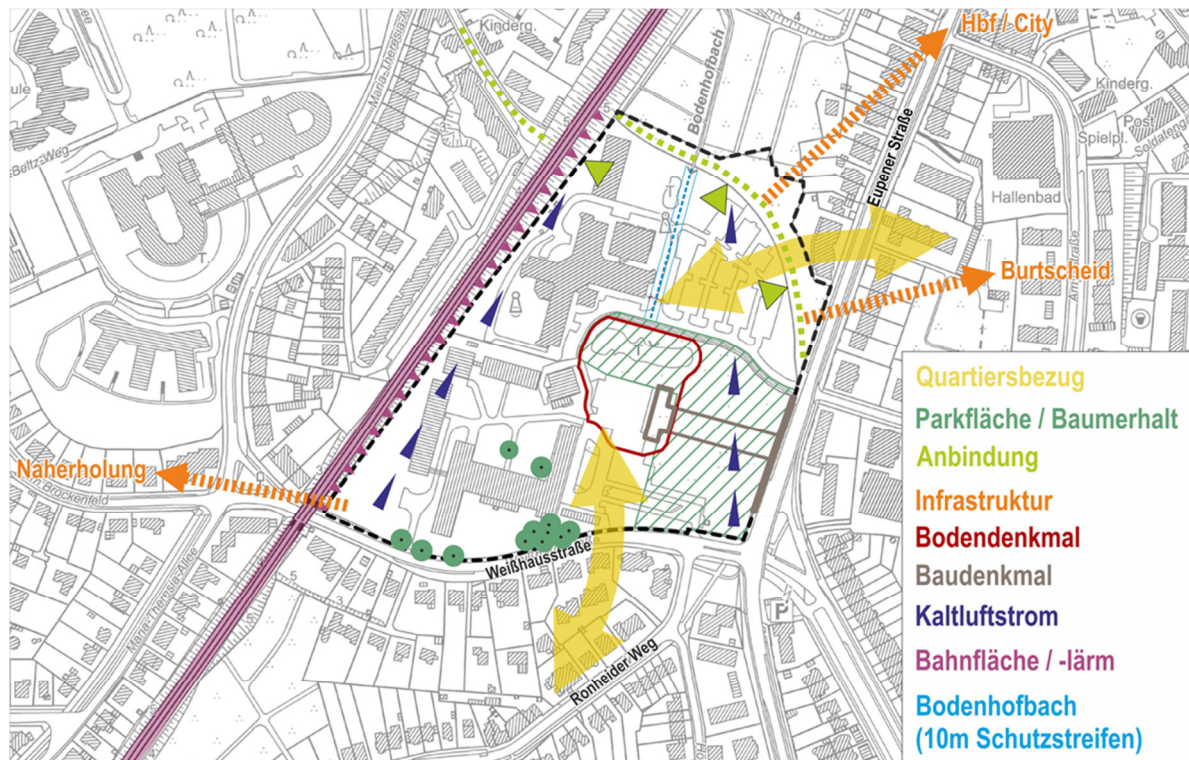 Kinderg.
Hbf / City
Bodenhofbach
Eupener Straße
Kinderg.
Post
Spielpl.
Hallenbad
Burtscheid
Naherholung
Weißhausstraße
Ronheider Weg
P
Quartiersbezug
Parkfläche / Baumerhalt
Anbindung
Infrastruktur
Bodendenkmal
Baudenkmal
Kaltluftstrom
Bahnfläche / -lärm
Bodenhofbach
(10m Schutzstreifen)